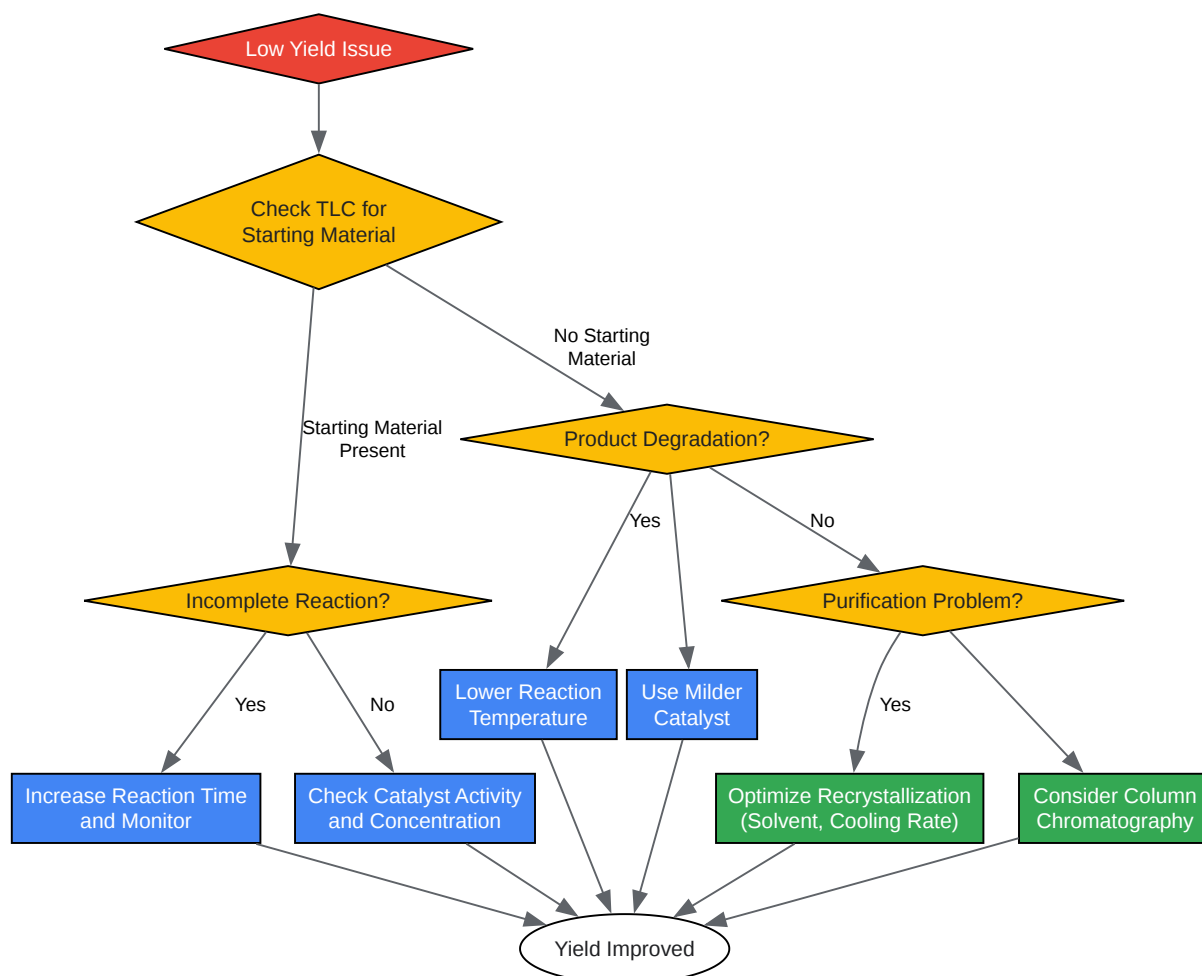 Low Yield Issue
Check TLC for
Starting Material
No Starting
Material
Starting Material
Present
Product Degradation?
Yes
No
Incomplete Reaction?
Purification Problem?
Yes
No
Lower Reaction
Temperature
Use Milder
Catalyst
Yes
Increase Reaction Time
and Monitor
Check Catalyst Activity
and Concentration
Optimize Recrystallization
(Solvent, Cooling Rate)
Consider Column
Chromatography
Yield Improved